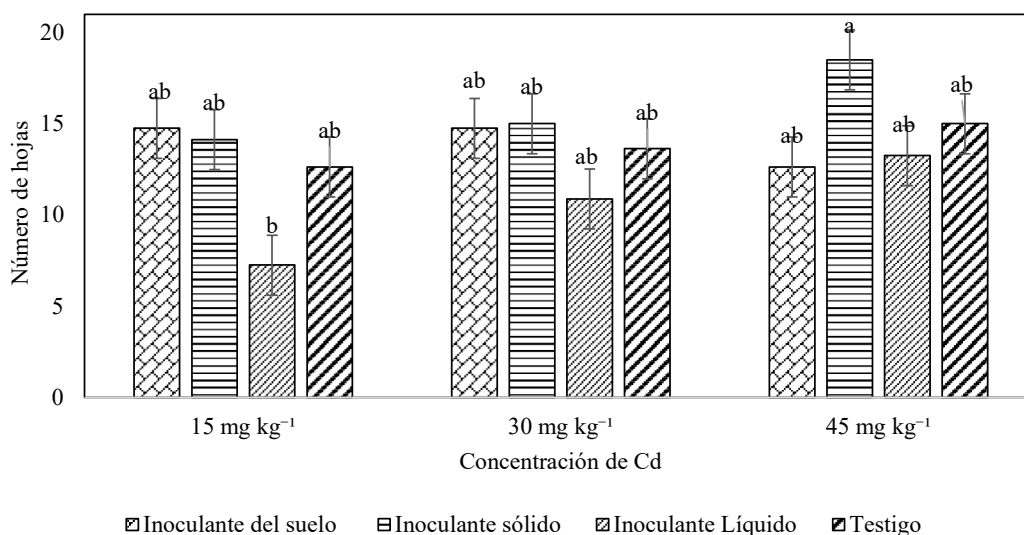 Número de hojas
20
15
10
5
0
ab
ab
b
ab
ab
ab
ab
ab
ab
a
ab
ab
15 mg kg⁻¹
30 mg kg⁻¹
45 mg kg⁻¹
Concentración de Cd
Inoculante del suelo
Inoculante sólido
Inoculante Líquido
Testigo